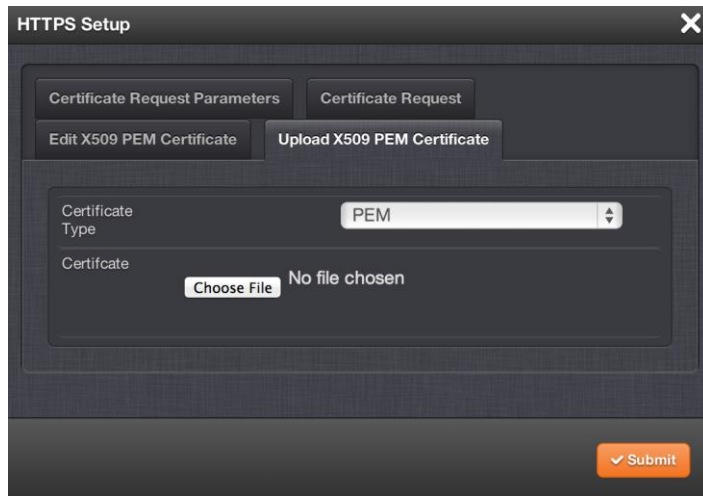 HTTPS Setup
Certificate Request Parameters
Certificate Request
Edit X509 PEM Certificate
Upload X509 PEM Certificate
Certificate
Type
PEM
Certifcate
Choose File
No file chosen
Submit